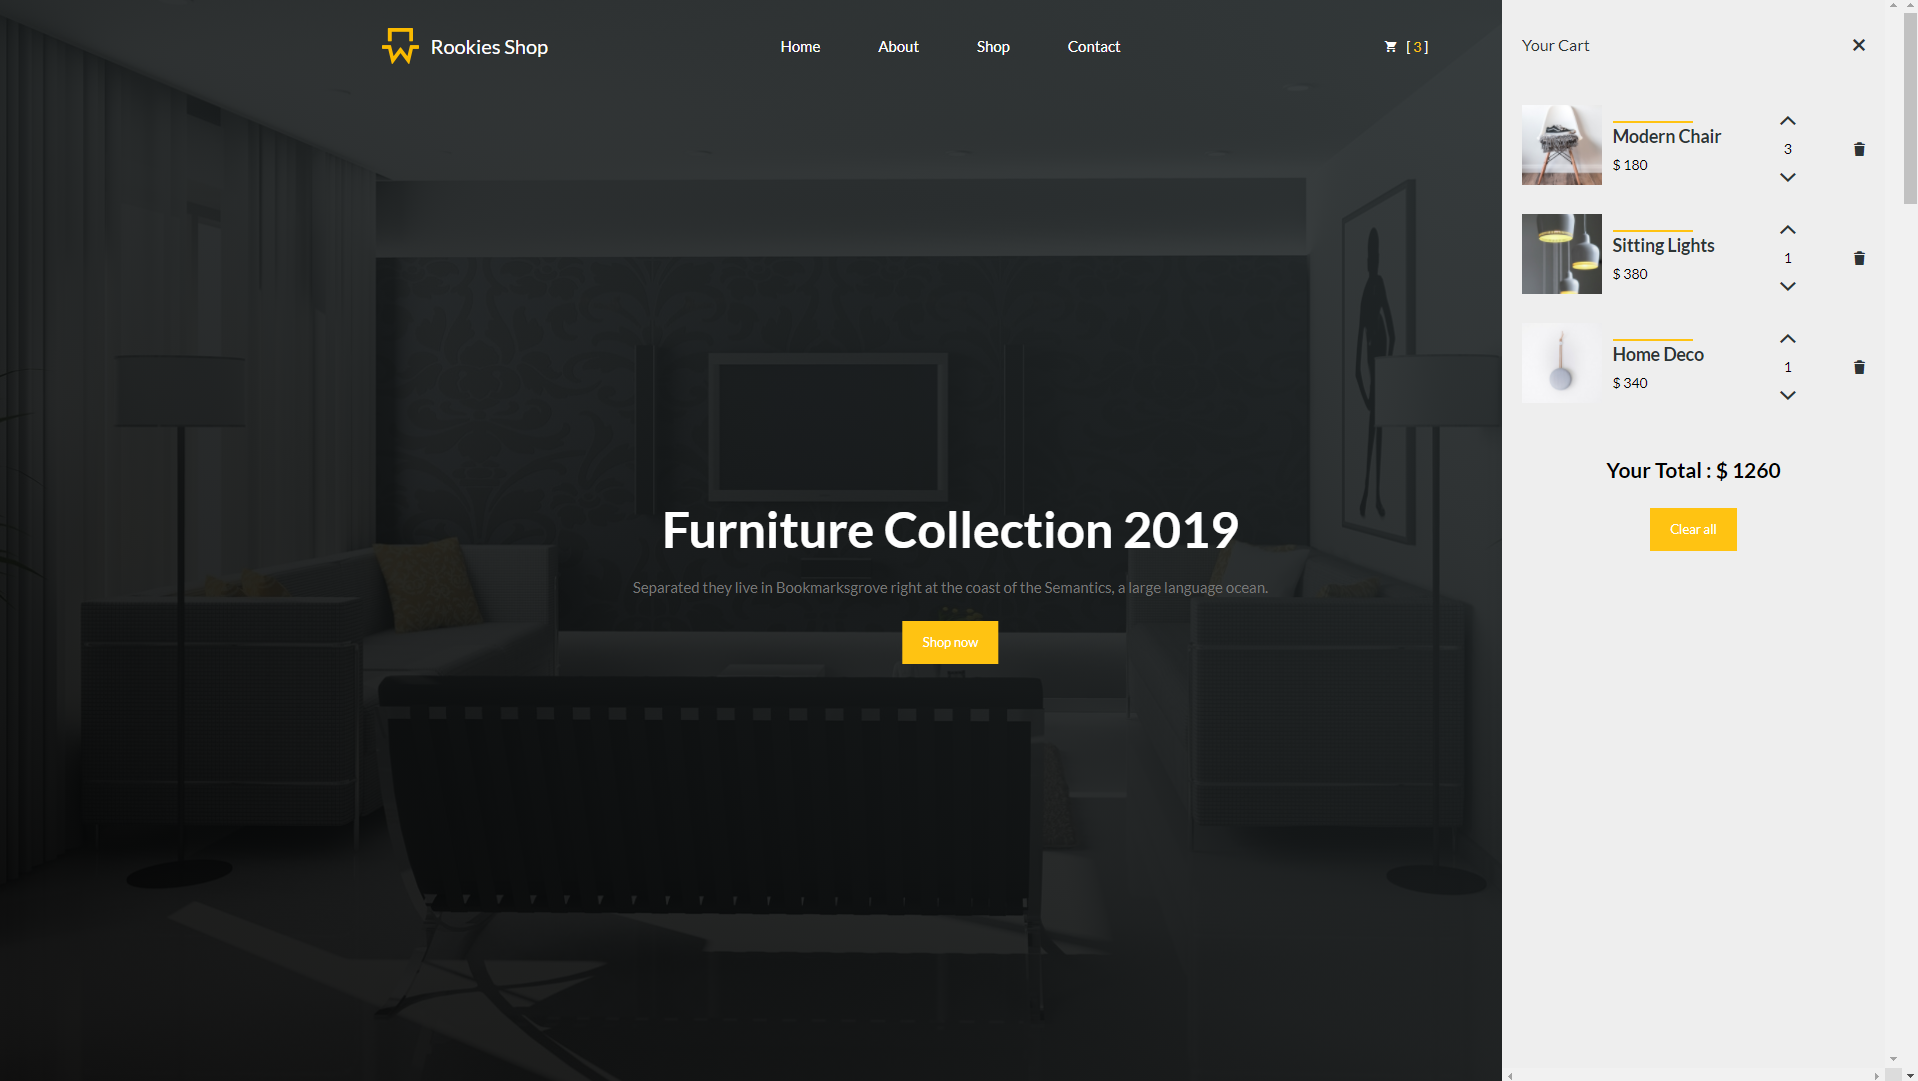 Rookies Shop
Home
About
Shop
Contact
[ 3 ]
Furniture Collection 2019
Separated they live in Bookmarksgrove right at the coast of the Semantics, a large language ocean.
Shop now
Your Cart
Modern Chair
$ 180
3
Sitting Lights
$ 380
1
Home Deco
$ 340
1
Your Total : $ 1260
Clear all